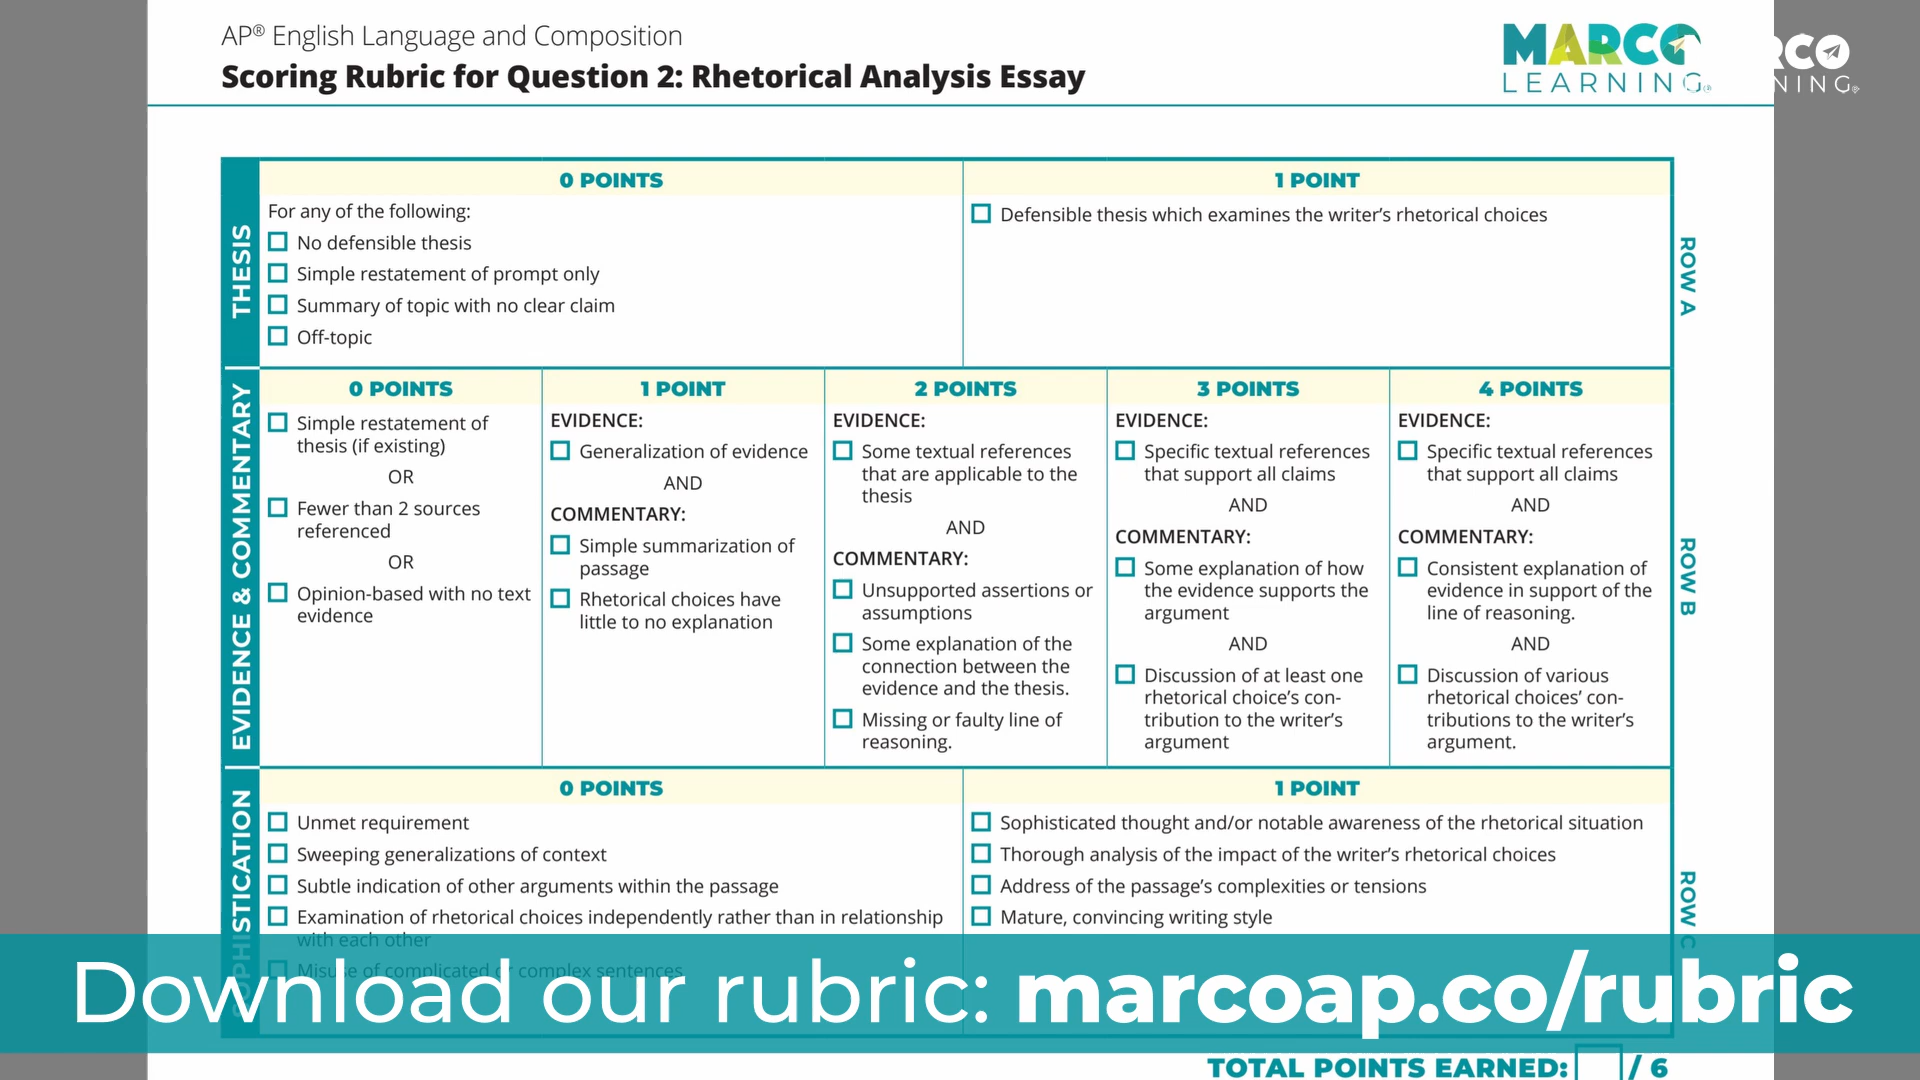 AP® English Language and Composition
Scoring Rubric for Question 2: Rhetorical Analysis Essay
MARCO
LEARNING®
RCO
NING®
THESIS
0 POINTS
For any of the following:
No defensible thesis
Simple restatement of prompt only
Summary of topic with no clear claim
Off-topic
1 POINT
Defensible thesis which examines the writer’s rhetorical choices
ROW A
EVIDENCE & COMMENTARY
0 POINTS
Simple restatement of
thesis (if existing)
OR
Fewer than 2 sources
referenced
OR
Opinion-based with no text
evidence
1 POINT
EVIDENCE:
Generalization of evidence
AND
COMMENTARY:
Simple summarization of
passage
Rhetorical choices have
little to no explanation
2 POINTS
EVIDENCE:
Some textual references
that are applicable to the
thesis
AND
COMMENTARY:
Unsupported assertions or
assumptions
Some explanation of the
connection between the
evidence and the thesis.
Missing or faulty line of
reasoning.
3 POINTS
EVIDENCE:
Specific textual references
that support all claims
AND
COMMENTARY:
Some explanation of how
the evidence supports the
argument
AND
Discussion of at least one
rhetorical choice’s con-
tribution to the writer’s
argument
4 POINTS
EVIDENCE:
Specific textual references
that support all claims
AND
COMMENTARY:
Consistent explanation of
evidence in support of the
line of reasoning.
AND
Discussion of various
rhetorical choices’ con-
tributions to the writer’s
argument.
ROW B
SOPHISTICATION
0 POINTS
Unmet requirement
Sweeping generalizations of context
Subtle indication of other arguments within the passage
Examination of rhetorical choices independently rather than in relationship
with each other
Misuse of complicated or complex sentences
1 POINT
Sophisticated thought and/or notable awareness of the rhetorical situation
Thorough analysis of the impact of the writer’s rhetorical choices
Address of the passage’s complexities or tensions
Mature, convincing writing style
ROW C
Download our rubric: marcoap.co/rubric
TOTAL POINTS EARNED: / 6